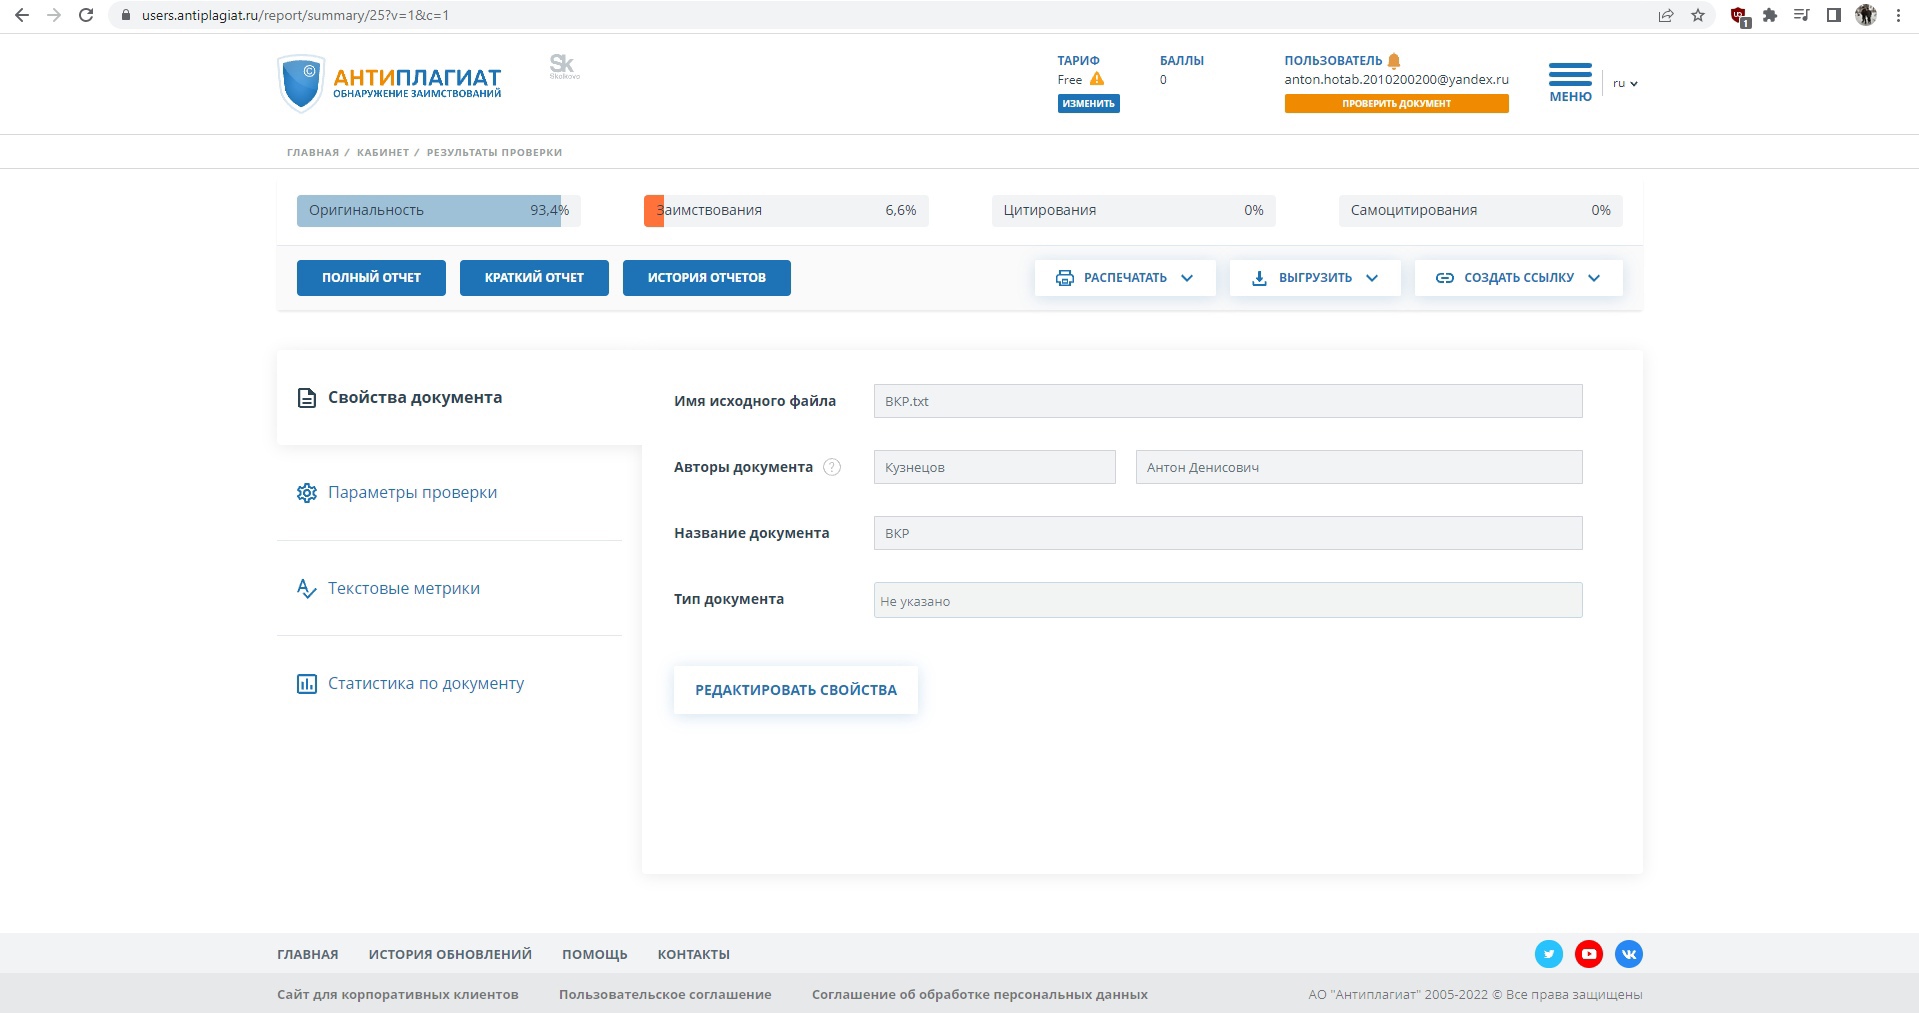 users.antiplagiat.ru/report/summary/25?v=1&c=1
1
АНТИПЛАГИАТ
ОБНАРУЖЕНИЕ ЗАИМСТВОВАНИЙ
Sk
Skolkovo
ТАРИФ
Free
ИЗМЕНИТЬ
БАЛЛЫ
0
ПОЛЬЗОВАТЕЛЬ
anton.hotab.2010200200@yandex.ru
ПРОВЕРИТЬ ДОКУМЕНТ
МЕНЮ
ru
ГЛАВНАЯ / КАБИНЕТ / РЕЗУЛЬТАТЫ ПРОВЕРКИ
Оригинальность 93,4%
Заимствования 6,6%
Цитирования 0%
Самоцитирования 0%
ПОЛНЫЙ ОТЧЕТ
КРАТКИЙ ОТЧЕТ
ИСТОРИЯ ОТЧЕТОВ
РАСПЕЧАТАТЬ
ВЫГРУЗИТЬ
СОЗДАТЬ ССЫЛКУ
Свойства документа
Параметры проверки
Текстовые метрики
Статистика по документу
Имя исходного файла ВКР.txt
Авторы документа ? Кузнецов Антон Денисович
Название документа ВКР
Тип документа Не указано
РЕДАКТИРОВАТЬ СВОЙСТВА
ГЛАВНАЯ ИСТОРИЯ ОБНОВЛЕНИЙ ПОМОЩЬ КОНТАКТЫ
Сайт для корпоративных клиентов Пользовательское соглашение Соглашение об обработке персональных данных АО "Антиплагиат" 2005-2022 © Все права защищены